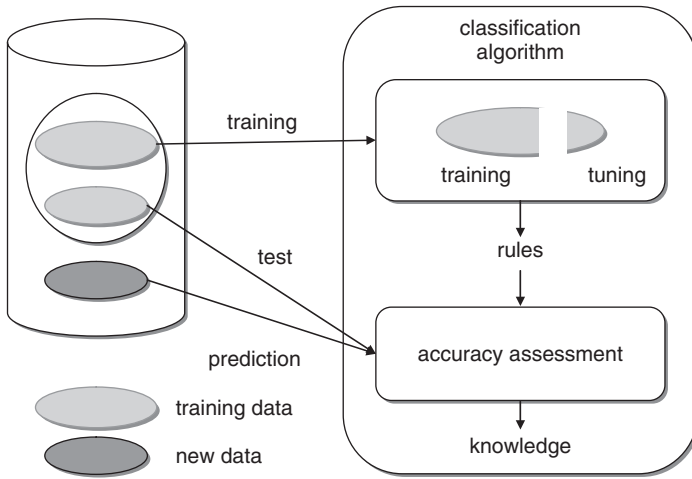 classification
algorithm
training
training
tuning
test
rules
prediction
accuracy assessment
training data
new data
knowledge